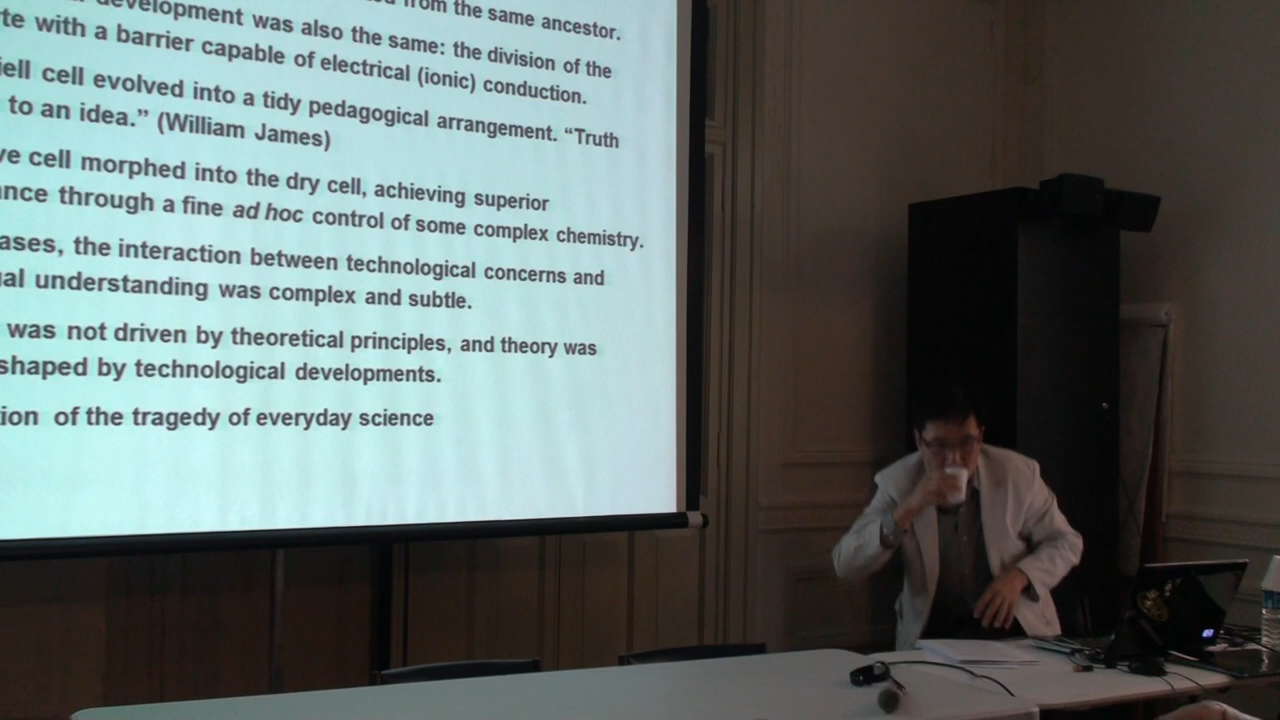 from the same ancestor.
development was also the same: the division of the
te with a barrier capable of electrical (ionic) conduction.
iell cell evolved into a tidy pedagogical arrangement. “Truth
to an idea.” (William James)
ve cell morphed into the dry cell, achieving superior
ance through a fine ad hoc control of some complex chemistry.
ases, the interaction between technological concerns and
al understanding was complex and subtle.
was not driven by theoretical principles, and theory was
shaped by technological developments.
ion of the tragedy of everyday science